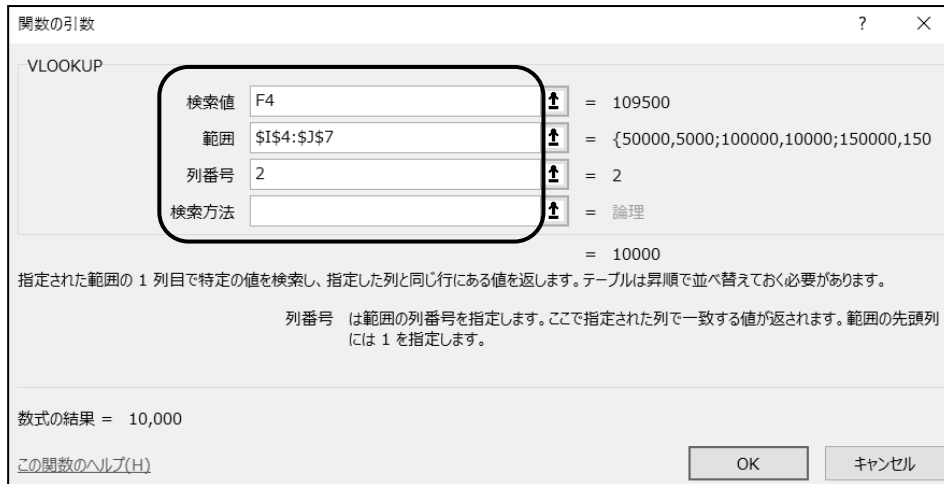 関数の引数 ? ×
VLOOKUP
検索値 F4 = 109500
範囲 $I$4:$J$7 = {50000,5000;100000,10000;150000,150
列番号 2 = 2
検索方法 = 論理
= 10000
指定された範囲の 1 列目で特定の値を検索し、指定した列と同じ行にある値を返します。テーブルは昇順で並べ替えておく必要があります。
列番号 は範囲の列番号を指定します。ここで指定された列で一致する値が返されます。範囲の先頭列
には 1 を指定します。
数式の結果 = 10,000
この関数のヘルプ(H) OK キャンセル